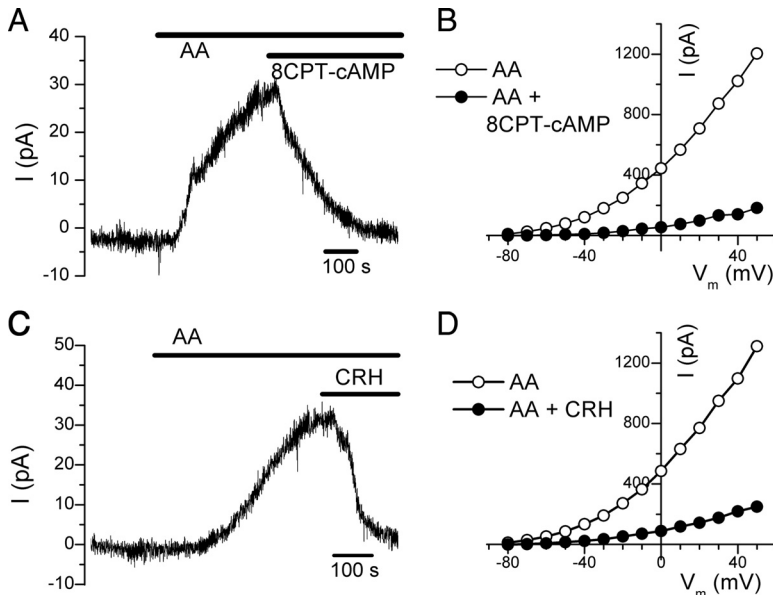 A
40
30
20
10
0
-10
I (pA)
AA
8CPT-cAMP
100 s
B
I (pA)
1200
800
400
AA
AA +
8CPT-cAMP
-80
-40
0
40
Vm (mV)
C
50
40
30
20
10
0
-10
I (pA)
AA
CRH
100 s
D
I (pA)
1200
800
400
AA
AA + CRH
-80
-40
0
40
Vm (mV)